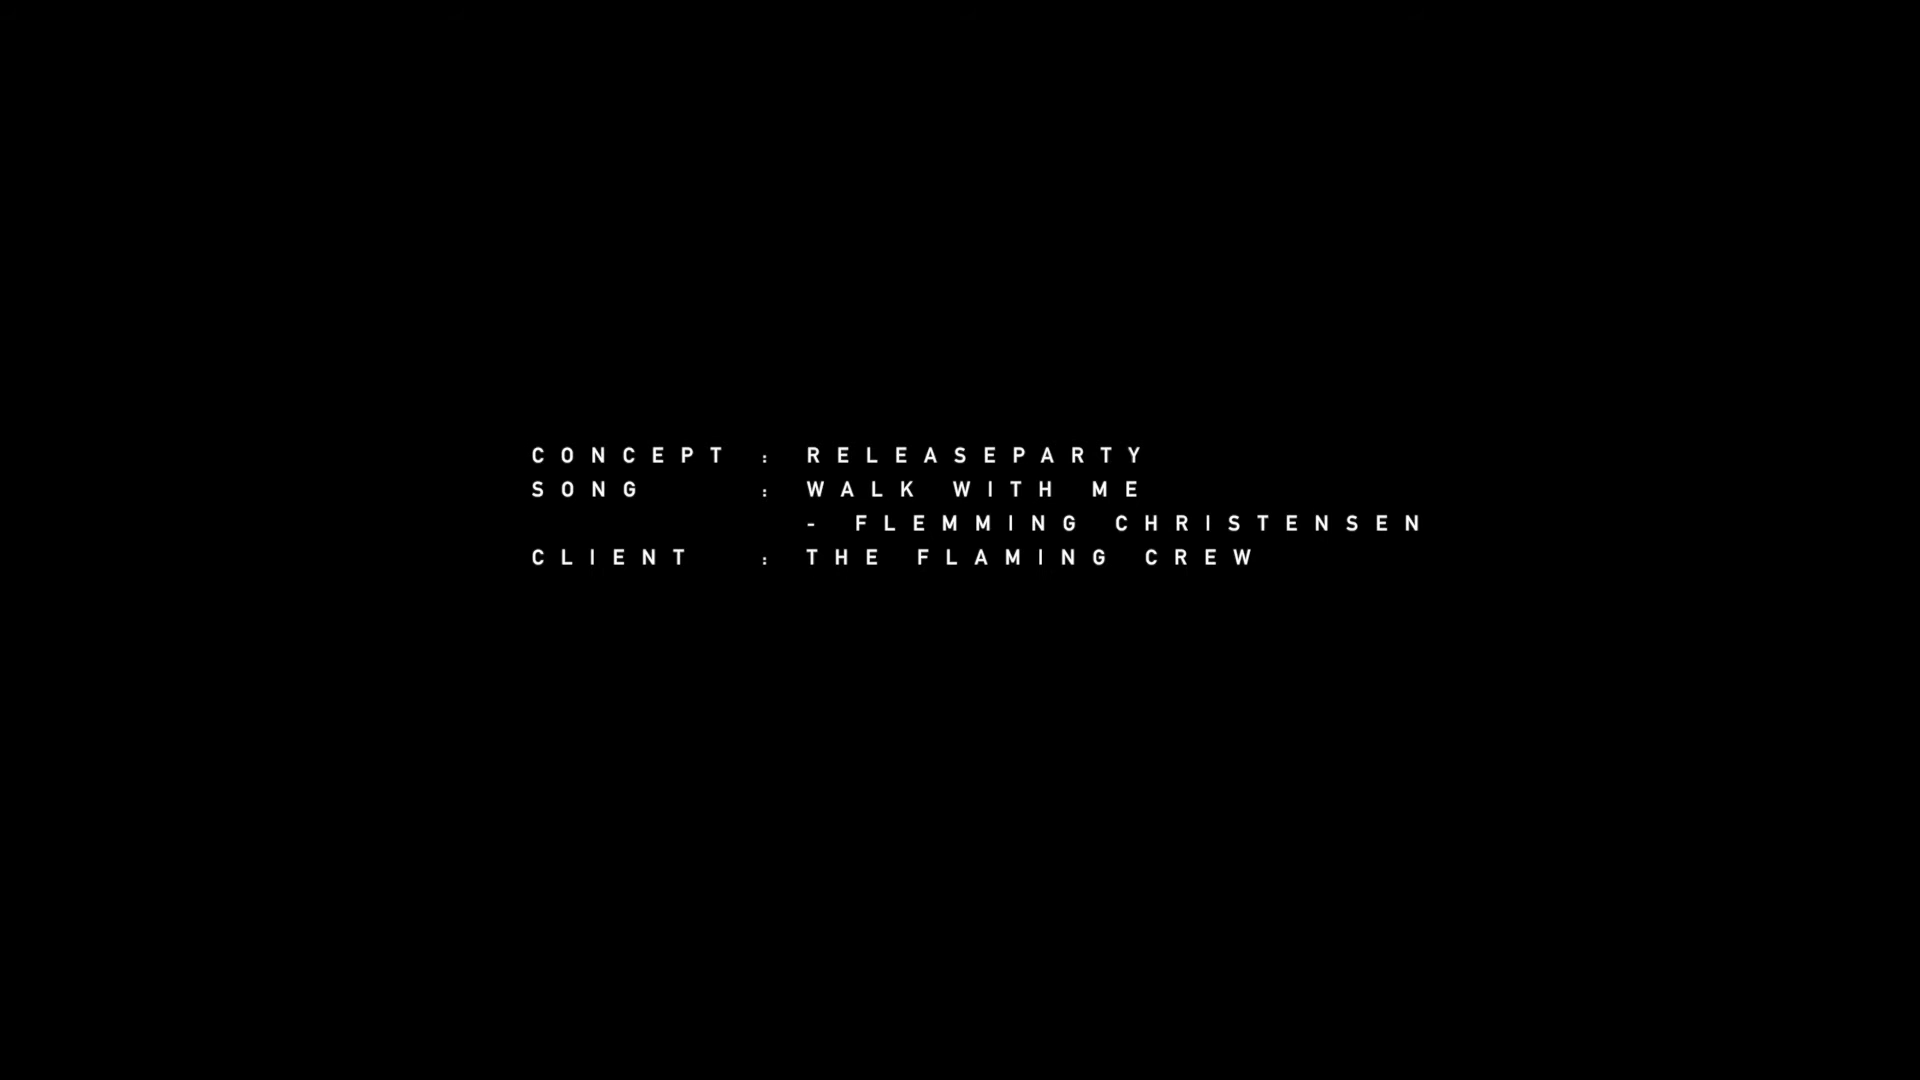 CONCEPT : RELEASEPARTY
SONG : WALK WITH ME
- FLEMMING CHRISTENSEN
CLIENT : THE FLAMING CREW